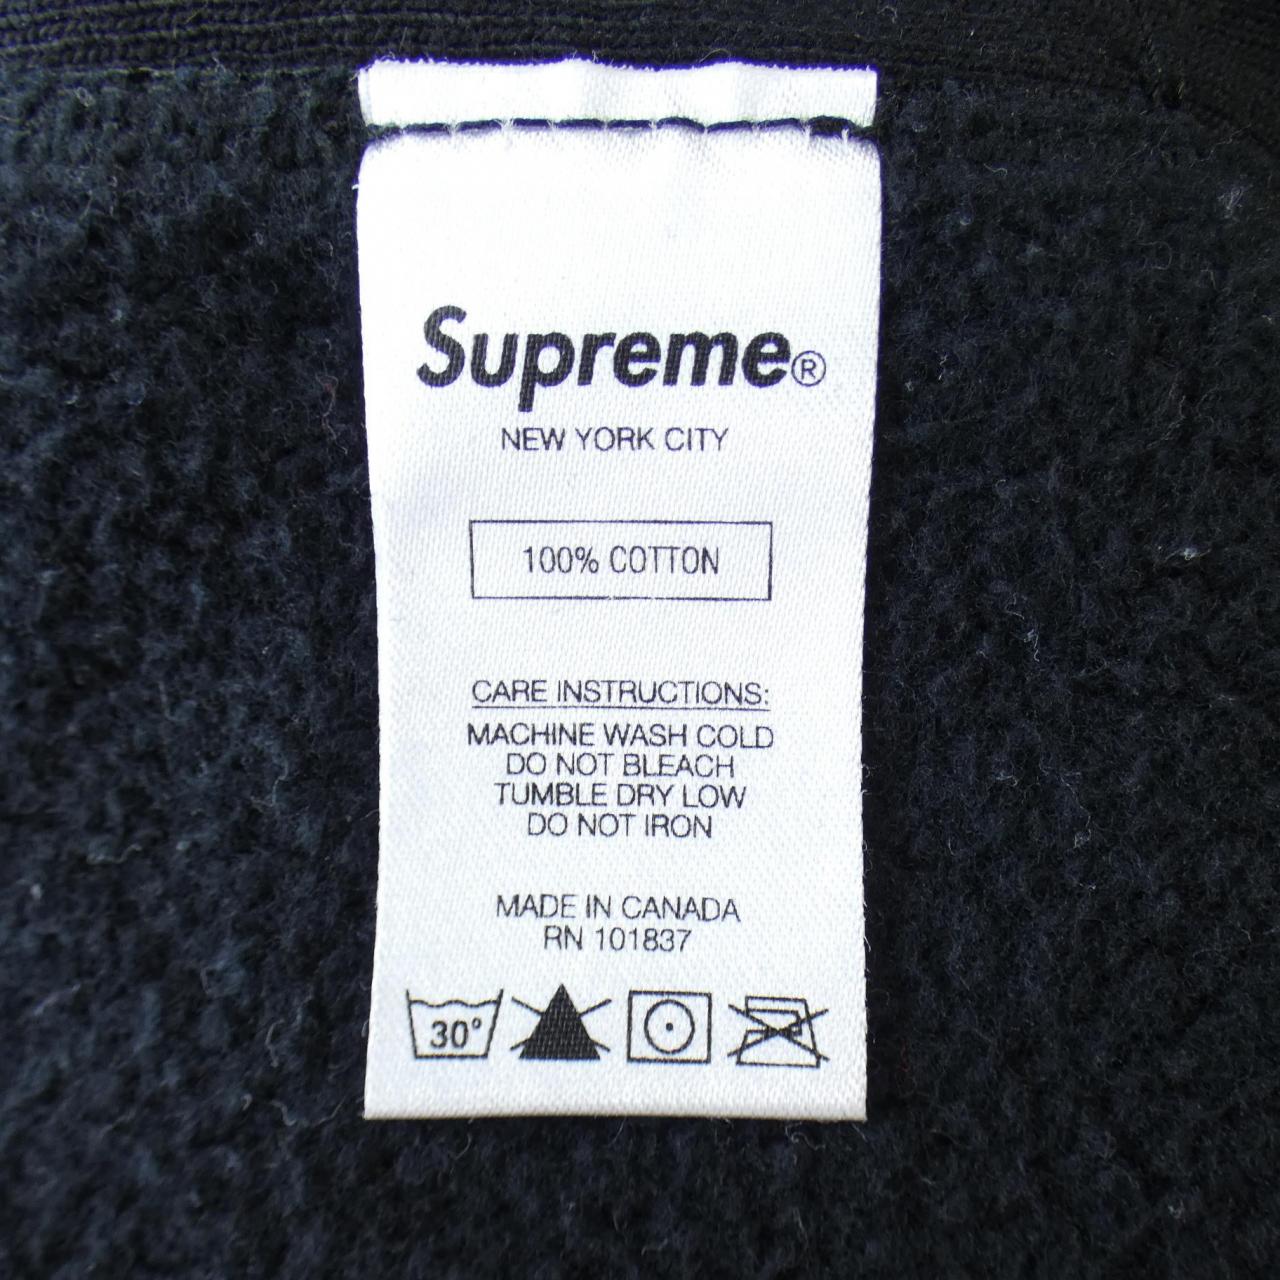 Supreme®
NEW YORK CITY
100% COTTON
CARE INSTRUCTIONS:
MACHINE WASH COLD
DO NOT BLEACH
TUMBLE DRY LOW
DO NOT IRON
MADE IN CANADA
RN 101837
30°